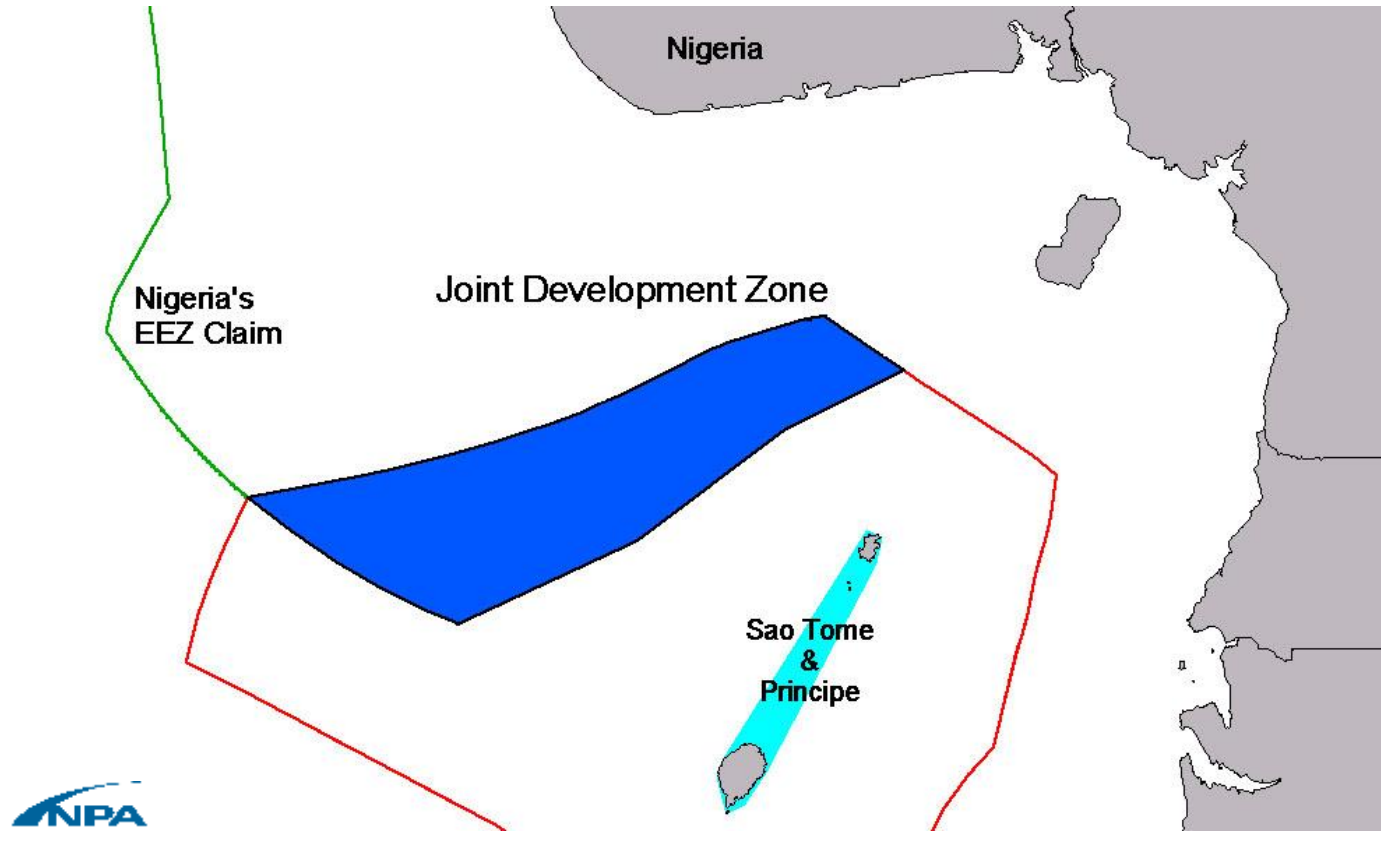 Nigeria
Nigeria's
EEZ Claim
Joint Development Zone
Sao Tome
&
Principe
NPA